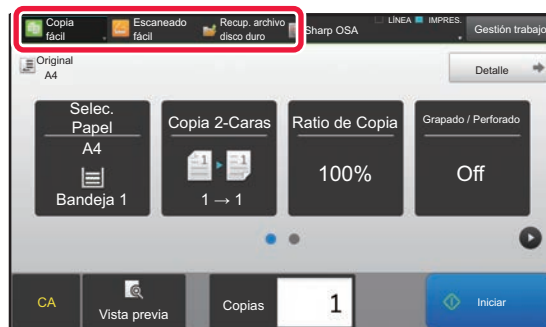 Copia fácil
Escaneado fácil
Recup. archivo disco duro
Sharp OSA
LÍNEA
IMPRES.
Gestión trabajo
Original
A4
Detalle
Selec.
Papel
A4
Bandeja 1
Copia 2-Caras
1
1
1 → 1
Ratio de Copia
100%
Grapado / Perforado
Off
CA
Vista previa
Copias
1
Iniciar